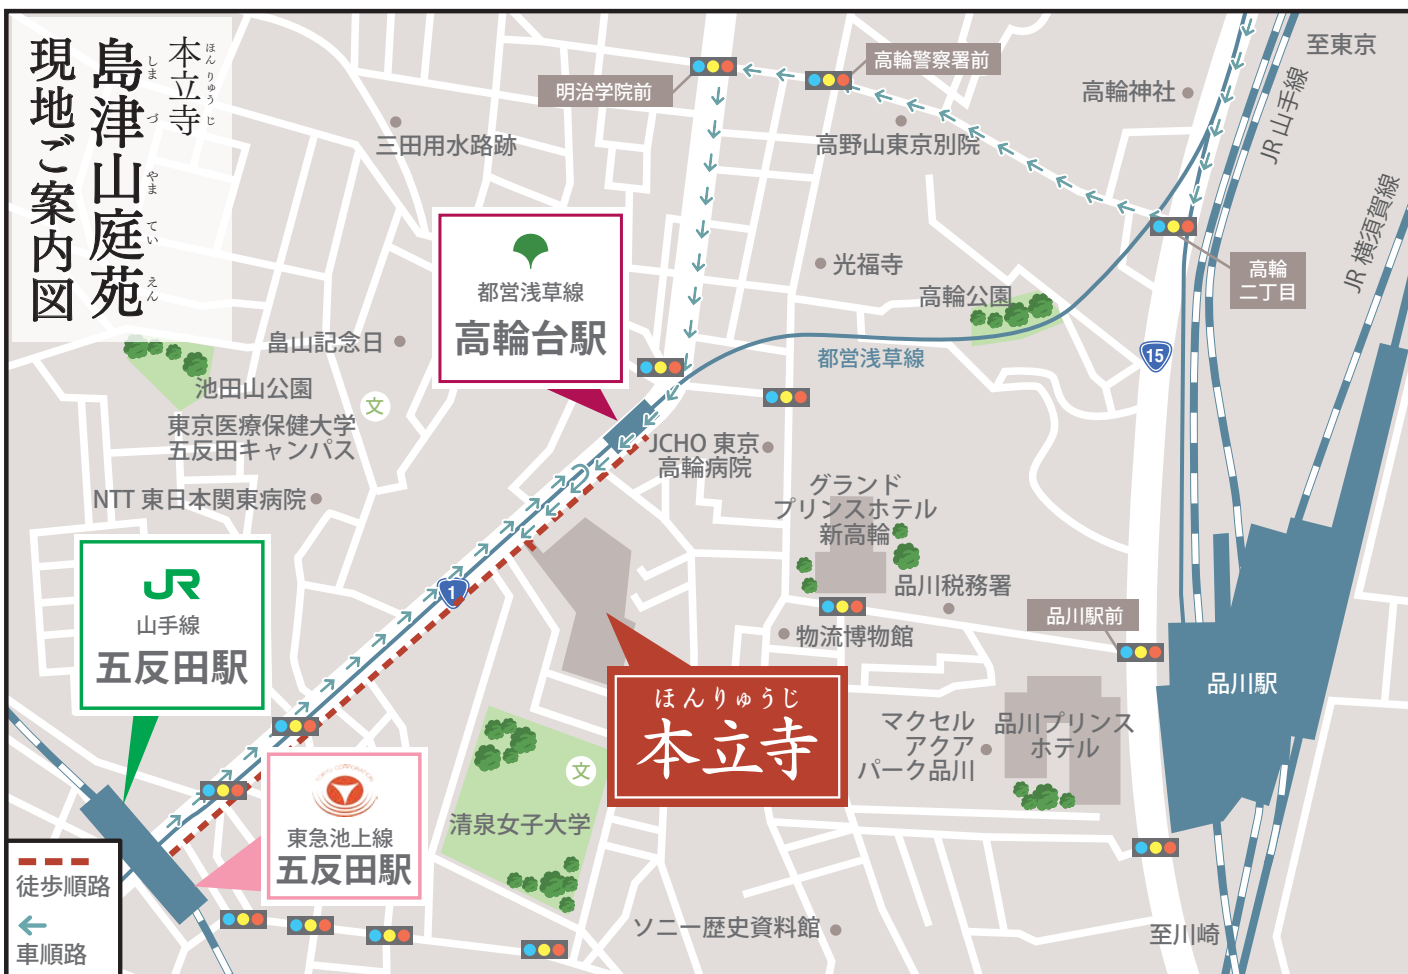 本立寺
ほんりゅうじ
島津山庭苑
しまづやまていえん
現地ご案内図
明治学院前
高輪警察署前
至東京
高輪神社
JR 山手線
三田用水路跡
高野山東京別院
JR 横須賀線
都営浅草線
高輪台駅
光福寺
高輪公園
高輪
二丁目
畠山記念日
都営浅草線
15
池田山公園
文
東京医療保健大学
五反田キャンパス
JCHO 東京
高輪病院
NTT 東日本関東病院
グランド
プリンスホテル
新高輪
JR
山手線
五反田駅
1
品川税務署
品川駅前
物流博物館
ほんりゅうじ
本立寺
品川駅
マクセル
アクア
パーク品川
品川プリンス
ホテル
文
清泉女子大学
TOKYU CORPORATION
東急池上線
五反田駅
徒歩順路
車順路
ソニー歴史資料館
至川崎